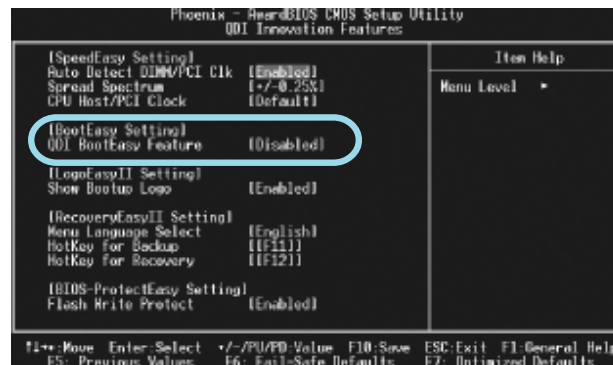 Phoenix - AwardBIOS CMOS Setup Utility
QDI Innovation Features
[SpeedEasy Setting]
Auto Detect DIMM/PCI Clk [Enabled]
Spread Spectrum [+/-0.25%]
CPU Host/PCI Clock [Default]
[BootEasy Setting]
QDI BootEasy Feature [Disabled]
[LogoEasyII Setting]
Show Bootup Logo [Enabled]
[RecoveryEasyII Setting]
Menu Language Select [English]
HotKey for Backup [[F11]]
HotKey for Recovery [[F12]]
[BIOS-ProtectEasy Setting]
Flash Write Protect [Enabled]
Item Help
Menu Level ►
↑↓→←:Move Enter:Select +/-/PU/PD:Value F10:Save ESC:Exit F1:General Help
F5: Previous Values F6: Fail-Safe Defaults F7: Optimized Defaults